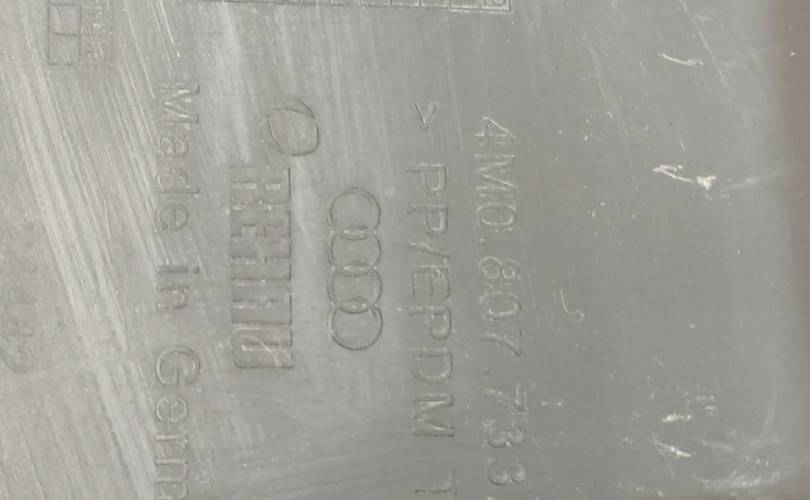 4M0.807.733
> PP/EPDM T
REHAU
Made in Germ